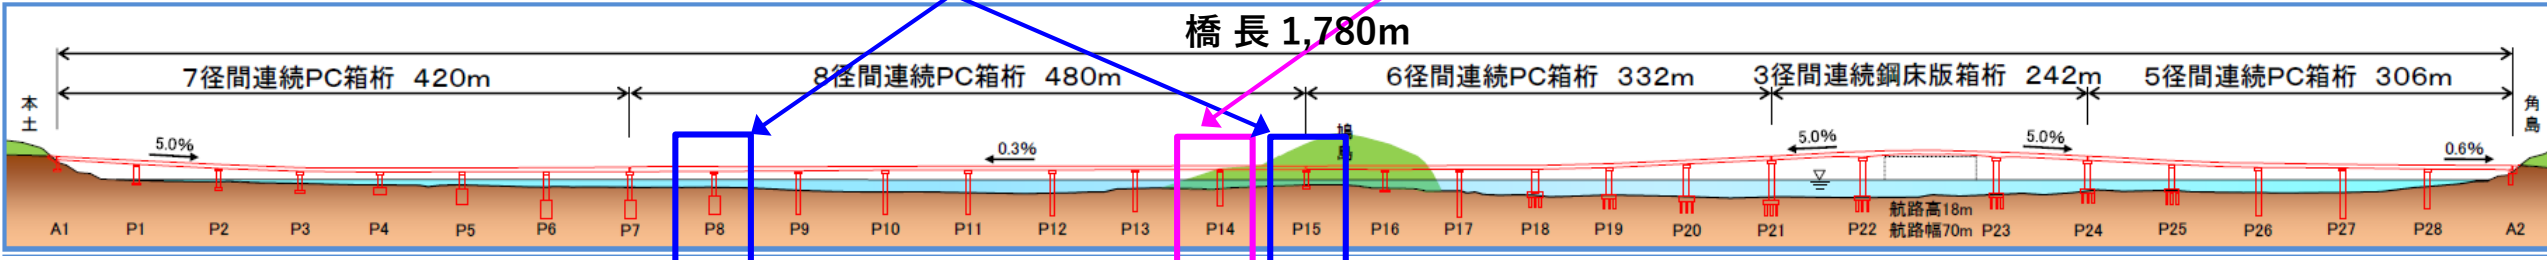 橋 長 1,780m
7径間連続PC箱桁 420m
8径間連続PC箱桁 480m
6径間連続PC箱桁 332m
3径間連続鋼床版箱桁 242m
5径間連続PC箱桁 306m
本土
角島
鳩島
5.0%
0.3%
5.0%
5.0%
0.6%
航路高18m
航路幅70m
A1 P1 P2 P3 P4 P5 P6 P7 P8 P9 P10 P11 P12 P13 P14 P15 P16 P17 P18 P19 P20 P21 P22 P23 P24 P25 P26 P27 P28 A2